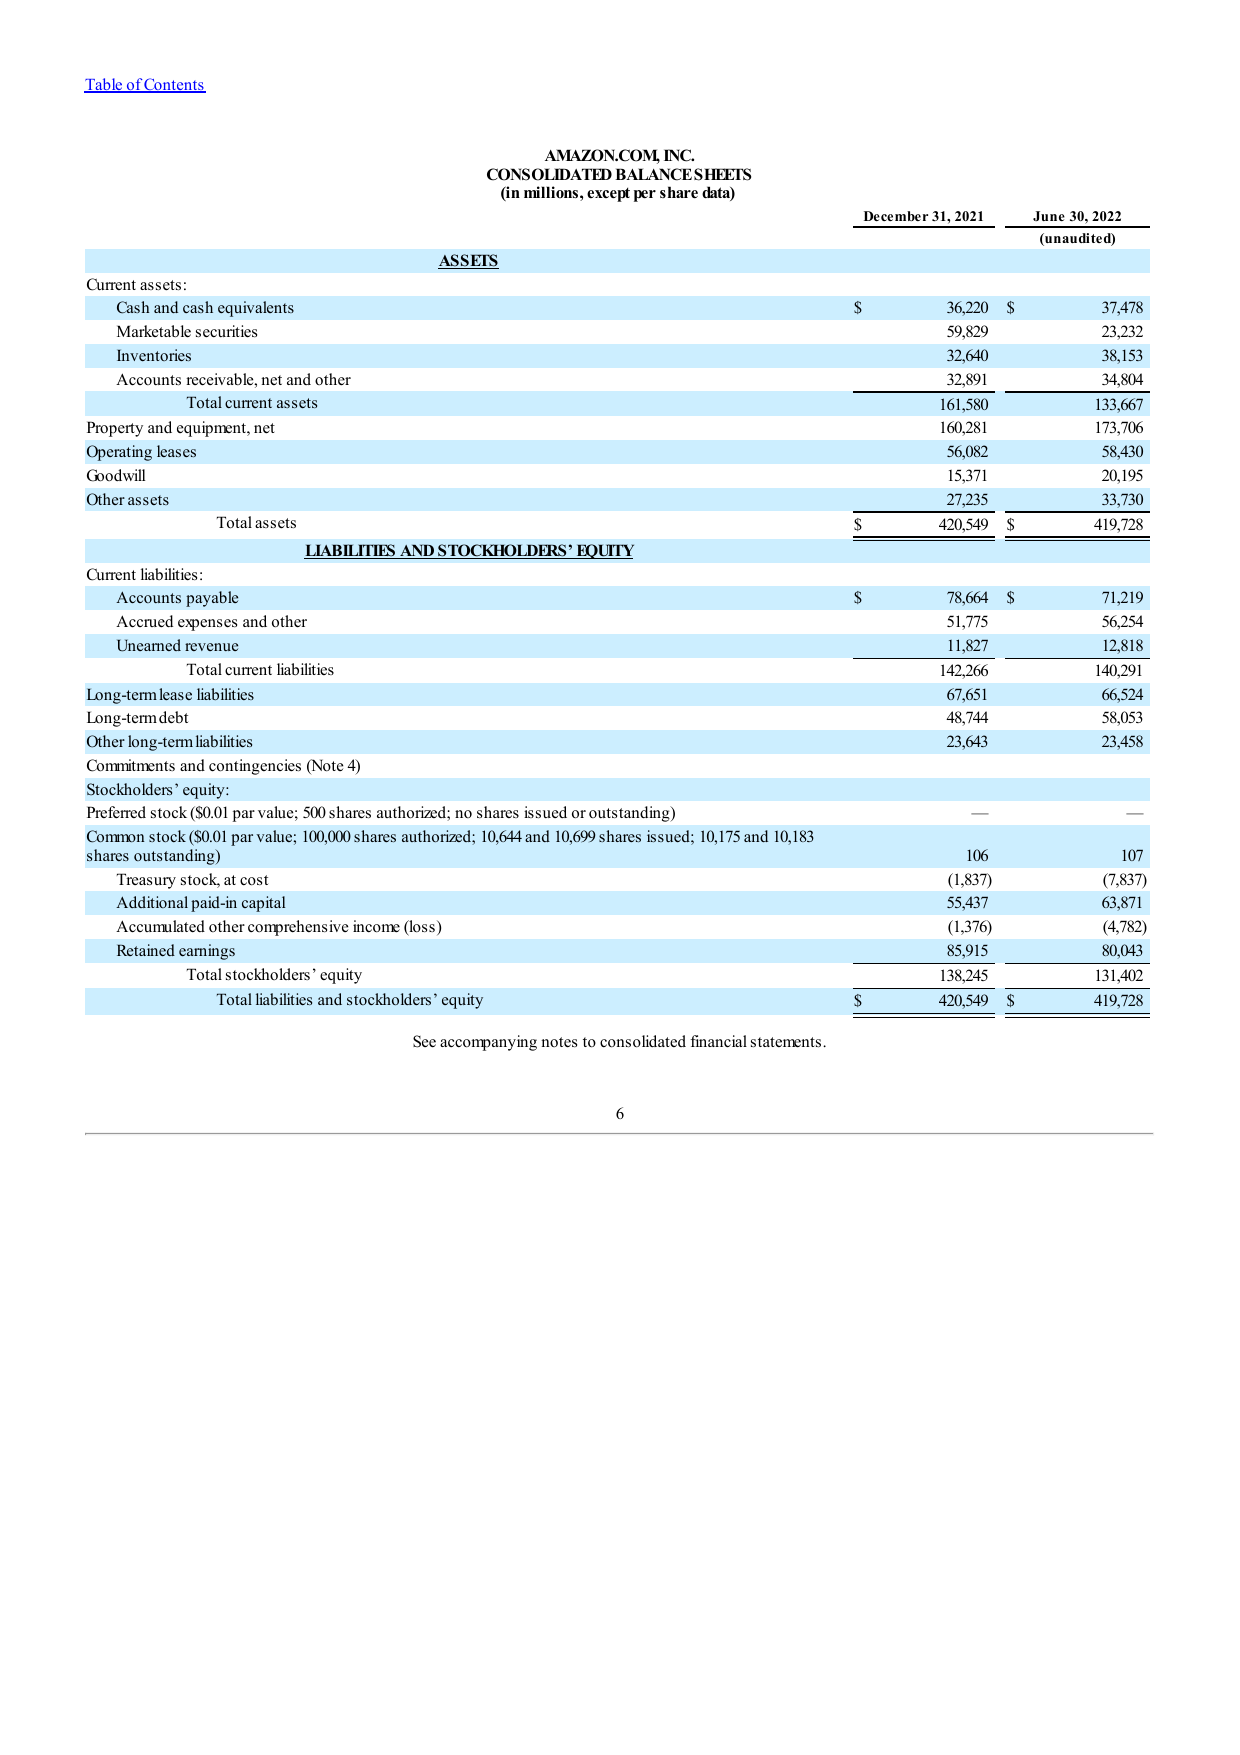 Table of Contents
AMAZON.COM, INC.
CONSOLIDATED BALANCE SHEETS
(in millions, except per share data)
December 31, 2021 June 30, 2022
(unaudited)
ASSETS
Current assets:
Cash and cash equivalents $ 36,220 $ 37,478
Marketable securities 59,829 23,232
Inventories 32,640 38,153
Accounts receivable, net and other 32,891 34,804
Total current assets 161,580 133,667
Property and equipment, net 160,281 173,706
Operating leases 56,082 58,430
Goodwill 15,371 20,195
Other assets 27,235 33,730
Total assets $ 420,549 $ 419,728
LIABILITIES AND STOCKHOLDERS’ EQUITY
Current liabilities:
Accounts payable $ 78,664 $ 71,219
Accrued expenses and other 51,775 56,254
Unearned revenue 11,827 12,818
Total current liabilities 142,266 140,291
Long-term lease liabilities 67,651 66,524
Long-term debt 48,744 58,053
Other long-term liabilities 23,643 23,458
Commitments and contingencies (Note 4)
Stockholders’ equity:
Preferred stock ($0.01 par value; 500 shares authorized; no shares issued or outstanding) — —
Common stock ($0.01 par value; 100,000 shares authorized; 10,644 and 10,699 shares issued; 10,175 and 10,183
shares outstanding) 106 107
Treasury stock, at cost (1,837) (7,837)
Additional paid-in capital 55,437 63,871
Accumulated other comprehensive income (loss) (1,376) (4,782)
Retained earnings 85,915 80,043
Total stockholders’ equity 138,245 131,402
Total liabilities and stockholders’ equity $ 420,549 $ 419,728
See accompanying notes to consolidated financial statements.
6